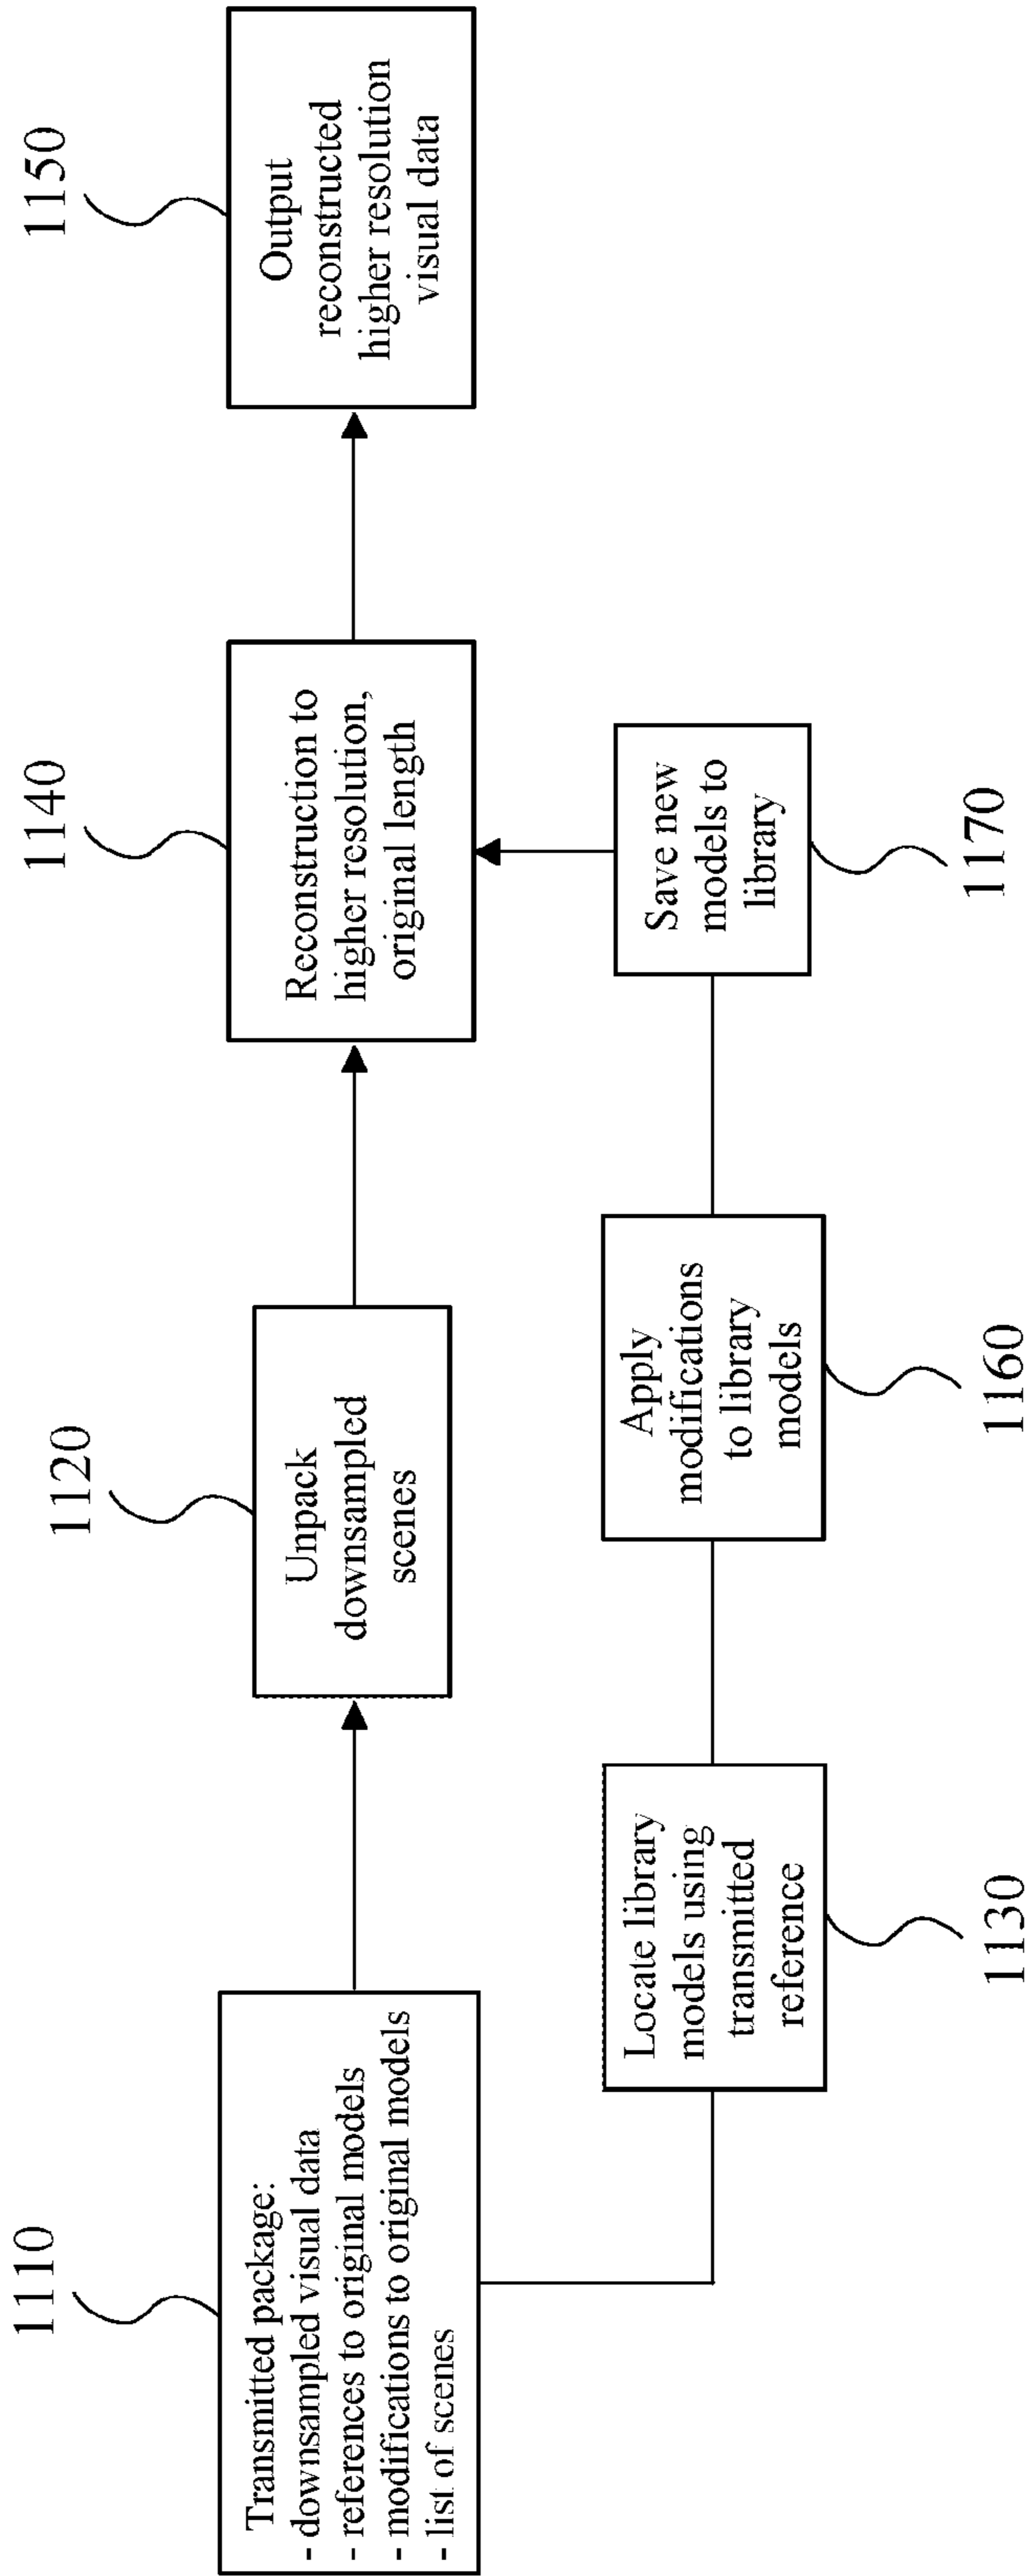 1110
Transmitted package:
- downsampled visual data
- references to original models
- modifications to original models
- list of scenes
1120
Unpack
downsampled
scenes
1140
Reconstruction to
higher resolution,
original length
1150
Output
reconstructed
higher resolution
visual data
Locate library
models using
transmitted
reference
1130
Apply
modifications
to library
models
1160
Save new
models to
library
1170